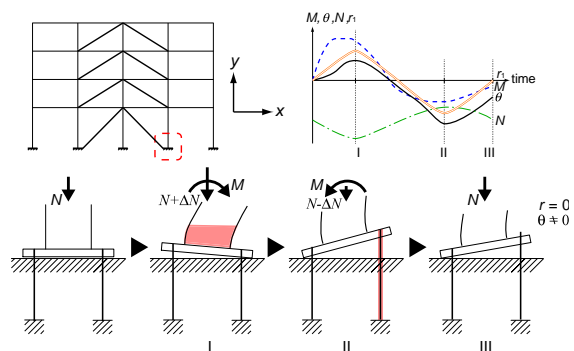 M, θ ,N,r₁
y
x
r₁
time
M
θ
N
I
II
III
N
N+ΔN
M
M
N-ΔN
N
r = 0
θ ≠ 0
I
II
III